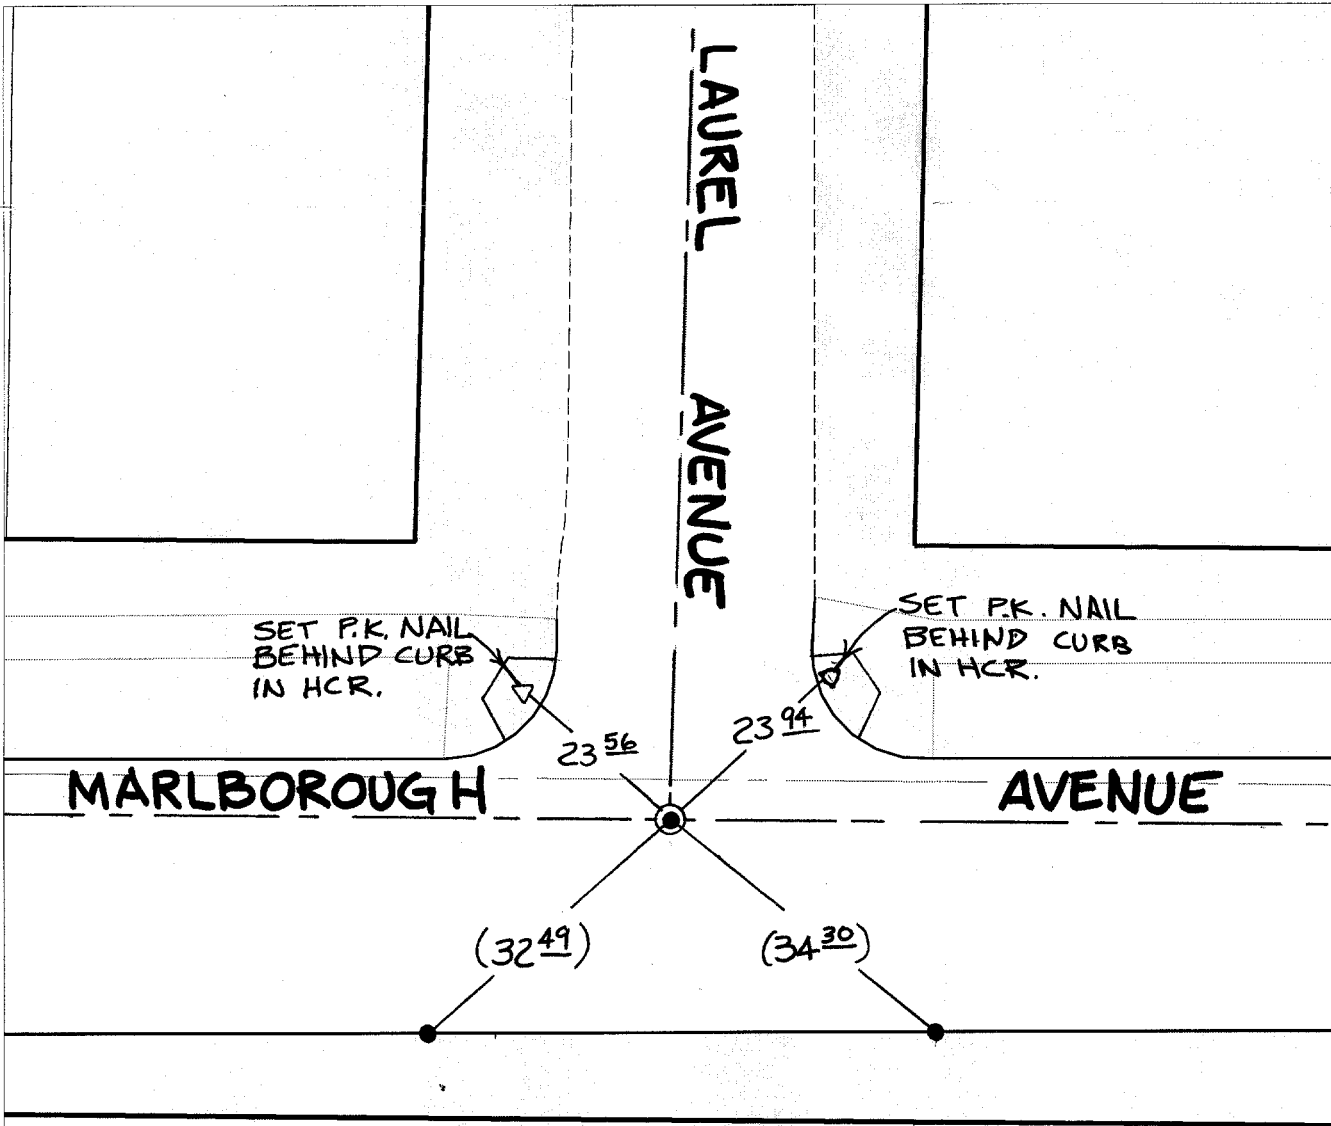 LAUREL AVENUE
SET P.K. NAIL
BEHIND CURB
IN HCR.
SET P.K. NAIL
BEHIND CURB
IN HCR.
23 56
23 94
MARLBOROUGH AVENUE
(32 49)
(34 30)